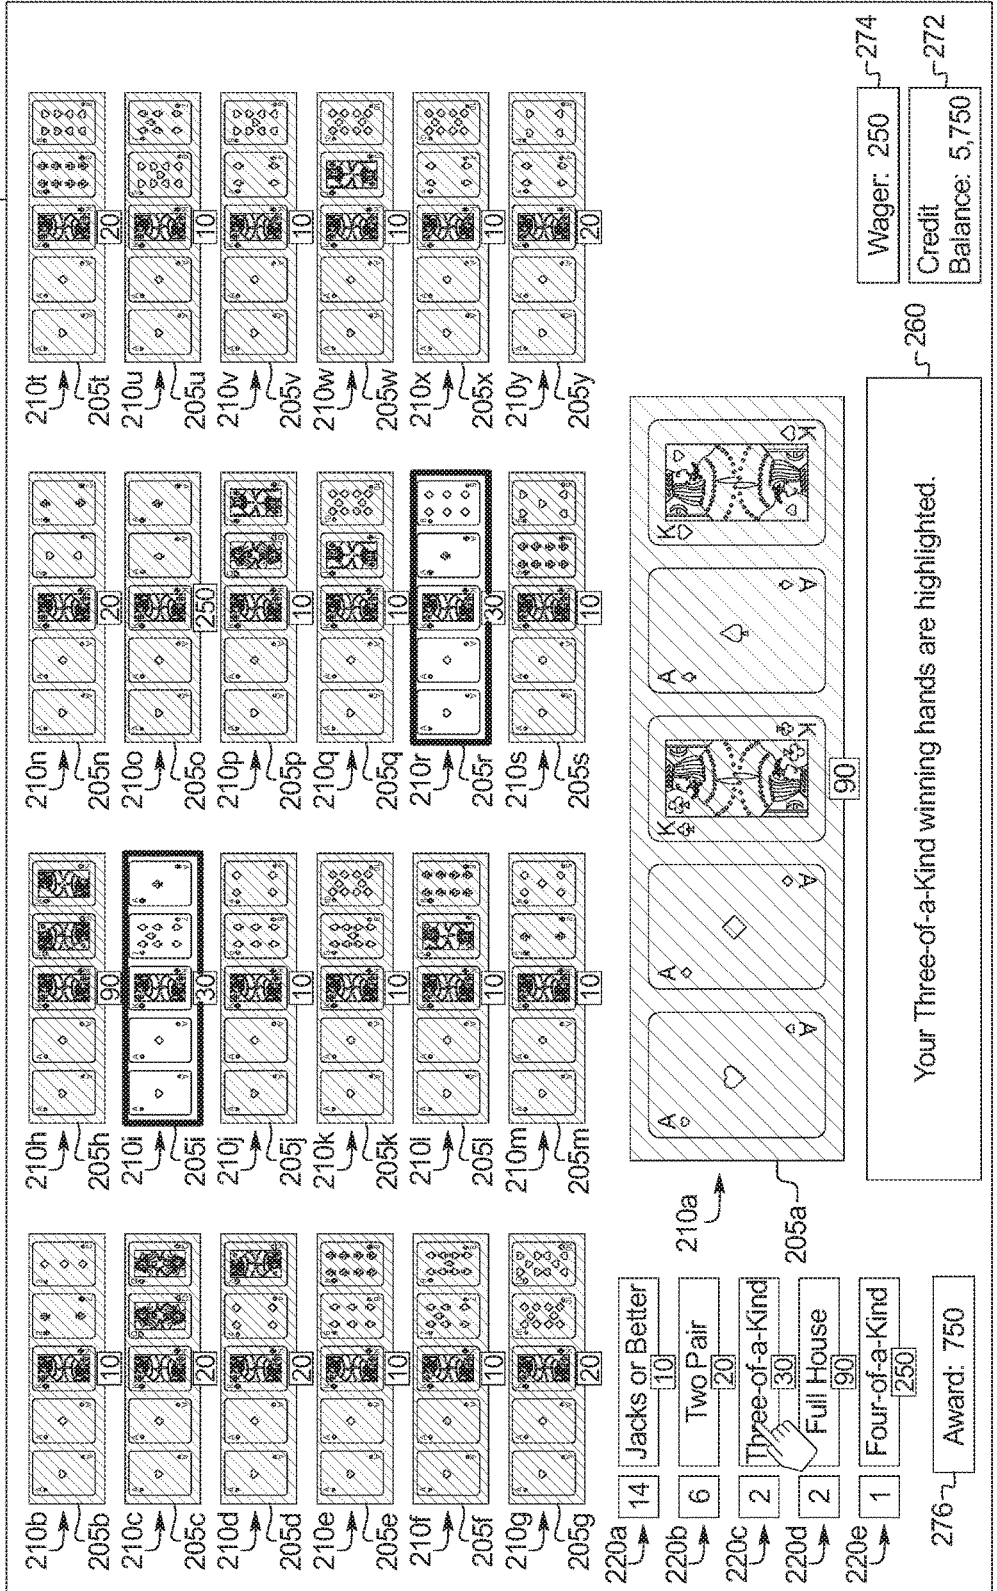 210b 210h 210n 210t
205b 10 205h 90 205n 20 205t 20
210c 210i 210o 210u
205c 20 205i 30 205o 250 205u 10
210d 210j 210p 210v
205d 20 205j 10 205p 10 205v 10
210e 210k 210q 210w
205e 10 205k 10 205q 10 205w 10
210f 210l 210r 210x
205f 10 205l 10 205r 30 205x 10
210g 210m 210s 210y
205g 20 205m 10 205s 10 205y 20
220a 14 Jacks or Better
10
220b 6 Two Pair
20
220c 2 Three-of-a-Kind
30
220d 2 Full House
90
220e 1 Four-of-a-Kind
250
276 Award: 750
210a
205a
A A K A K
A A K A K
90
Your Three-of-a-Kind winning hands are highlighted.
260
Wager: 250
274
Credit
Balance: 5,750
272